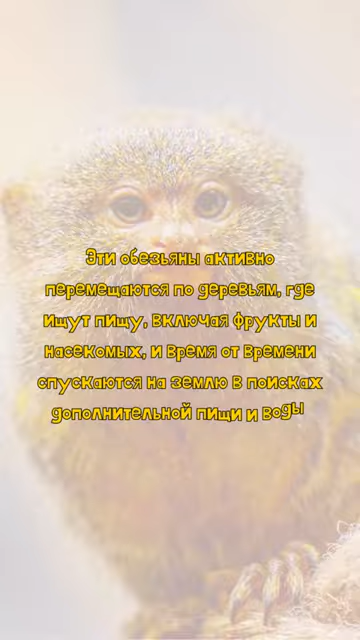 Эти обезьяны активно
перемещаются по деревьям, где
ищут пищу, включая фрукты и
насекомых, и время от времени
спускаются на землю в поисках
дополнительной пищи и воды